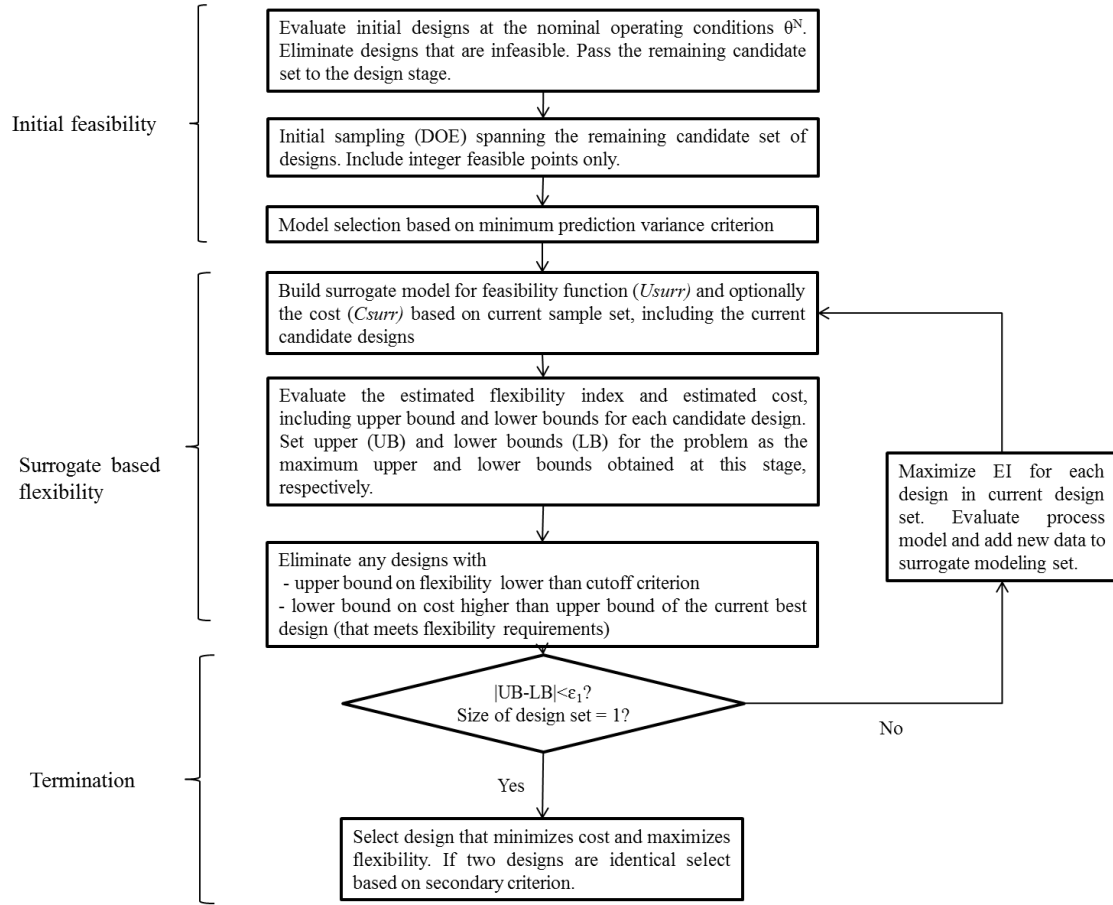 Evaluate initial designs at the nominal operating conditions θᴺ.
Eliminate designs that are infeasible. Pass the remaining candidate
set to the design stage.
Initial feasibility
Initial sampling (DOE) spanning the remaining candidate set of
designs. Include integer feasible points only.
Model selection based on minimum prediction variance criterion
Build surrogate model for feasibility function (Usurr) and optionally
the cost (Csurr) based on current sample set, including the current
candidate designs
Evaluate the estimated flexibility index and estimated cost,
including upper bound and lower bounds for each candidate design.
Set upper (UB) and lower bounds (LB) for the problem as the
maximum upper and lower bounds obtained at this stage,
respectively.
Surrogate based
flexibility
Maximize EI for each
design in current design
set. Evaluate process
model and add new data to
surrogate modeling set.
Eliminate any designs with
- upper bound on flexibility lower than cutoff criterion
- lower bound on cost higher than upper bound of the current best
design (that meets flexibility requirements)
|UB-LB|<ε₁?
Size of design set = 1?
No
Termination
Yes
Select design that minimizes cost and maximizes
flexibility. If two designs are identical select
based on secondary criterion.